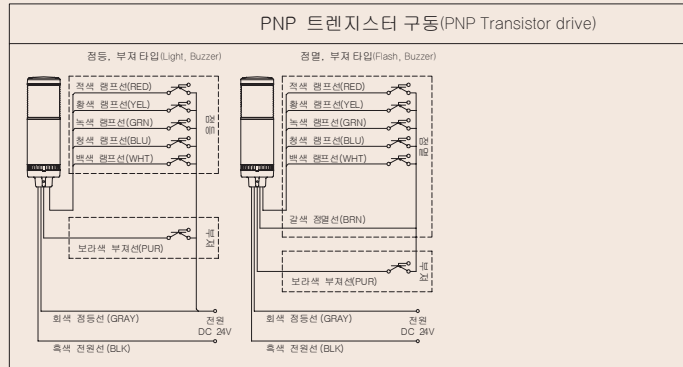 PNP 트렌지스터 구동(PNP Transistor drive)
점등, 부져 타입(Light, Buzzer)
적색 램프선(RED)
황색 램프선(YEL)
녹색 램프선(GRN)
청색 램프선(BLU)
백색 램프선(WHT)
점등
보라색 부져선(PUR)
부져
회색 점등선 (GRAY)
전원
DC 24V
흑색 전원선 (BLK)
점멸, 부져 타입(Flash, Buzzer)
적색 램프선(RED)
황색 램프선(YEL)
녹색 램프선(GRN)
청색 램프선(BLU)
백색 램프선(WHT)
점멸
갈색 점멸선(BRN)
보라색 부져선(PUR)
부져
회색 점등선 (GRAY)
전원
DC 24V
흑색 전원선 (BLK)